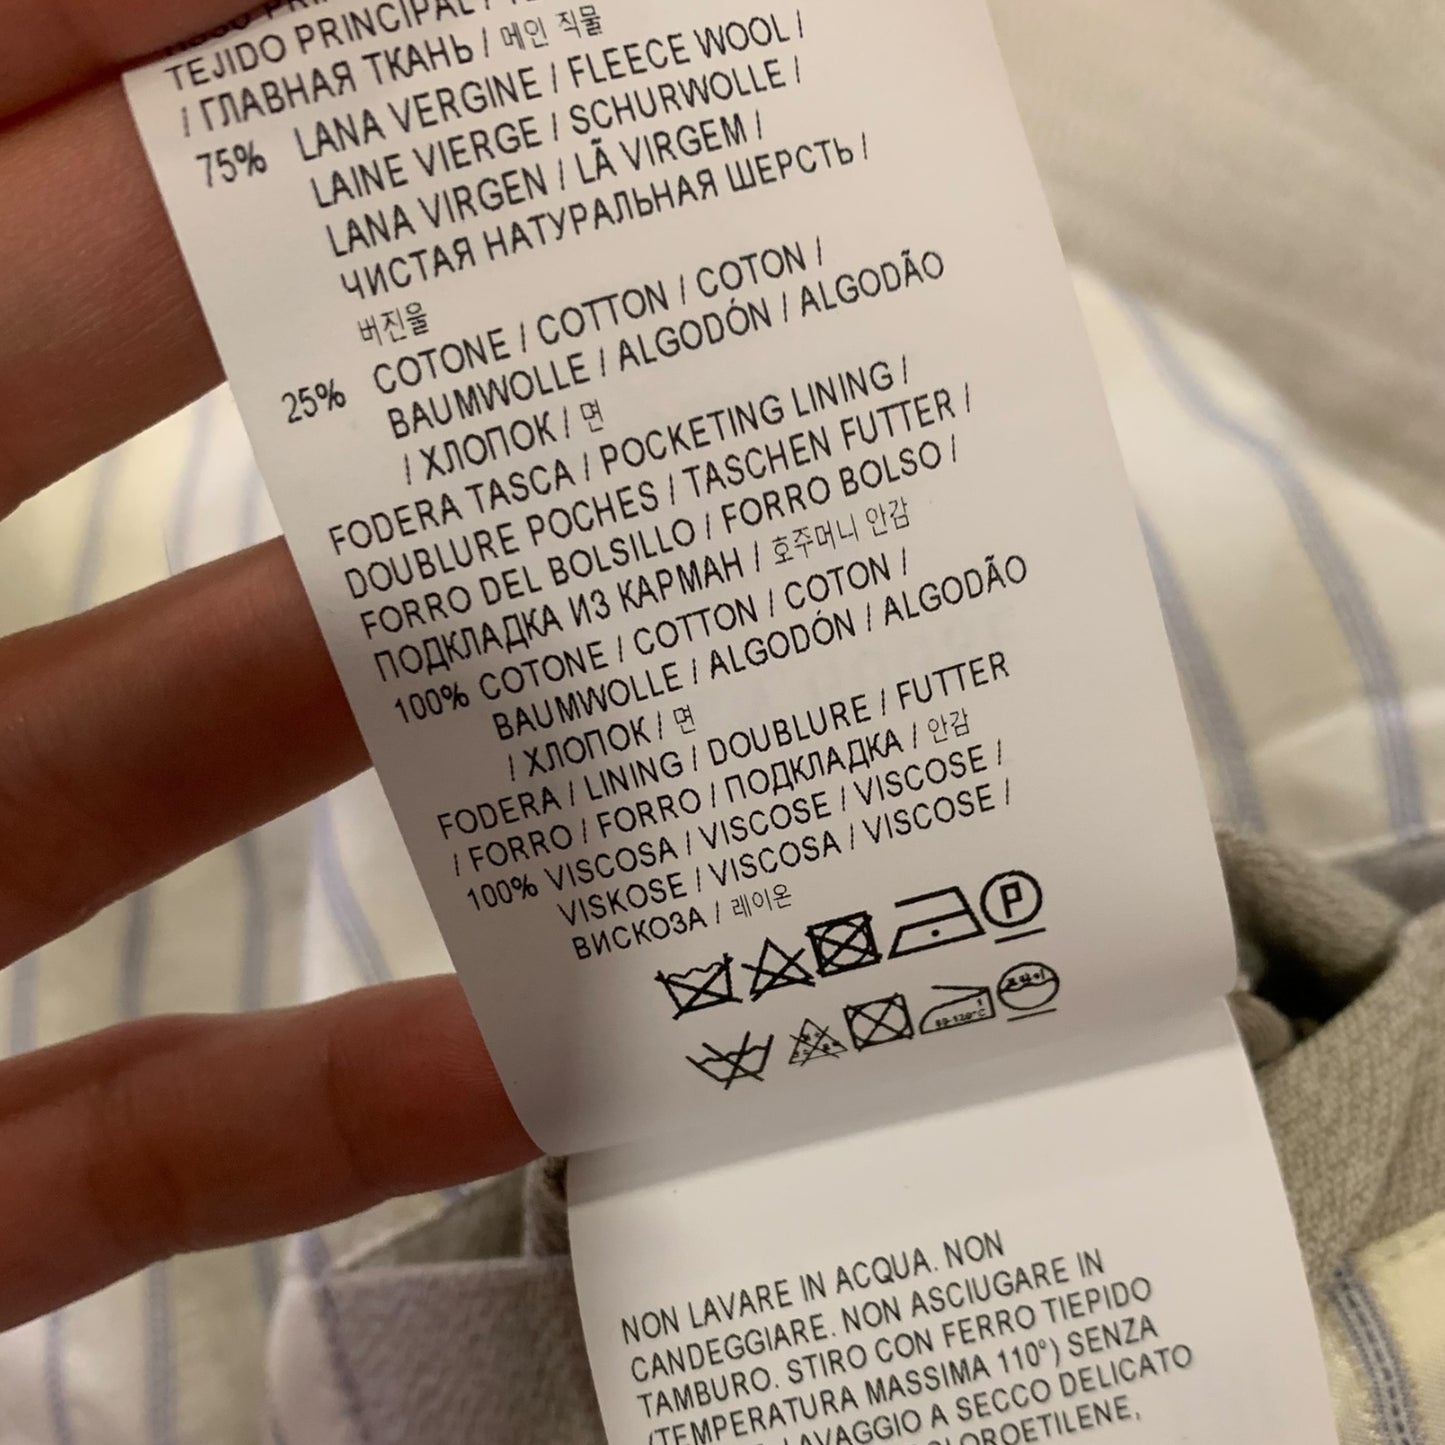 TEJIDO PRINCIPAL /
/ ГЛАВНАЯ ТКАНЬ / 메인 직물
75% LANA VERGINE / FLEECE WOOL /
LAINE VIERGE / SCHURWOLLE /
LANA VIRGEN / LÃ VIRGEM /
ЧИСТАЯ НАТУРАЛЬНАЯ ШЕРСТЬ /
버진울
25% COTONE / COTTON / COTON /
BAUMWOLLE / ALGODÓN / ALGODÃO
/ ХЛОПОК / 면
FODERA TASCA / POCKETING LINING /
DOUBLURE POCHES / TASCHEN FUTTER /
FORRO DEL BOLSILLO / FORRO BOLSO /
ПОДКЛАДКА ИЗ КАРМАН / 호주머니 안감
100% COTONE / COTTON / COTON /
BAUMWOLLE / ALGODÓN / ALGODÃO
/ ХЛОПОК / 면
FODERA / LINING / DOUBLURE / FUTTER
/ FORRO / FORRO / ПОДКЛАДКА / 안감
100% VISCOSA / VISCOSE / VISCOSE /
VISKOSE / VISCOSA / VISCOSE /
ВИСКОЗА / 레이온
P
NON LAVARE IN ACQUA. NON
CANDEGGIARE. NON ASCIUGARE IN
TAMBURO. STIRO CON FERRO TIEPIDO
(TEMPERATURA MASSIMA 110°) SENZA
LAVAGGIO A SECCO DELICATO